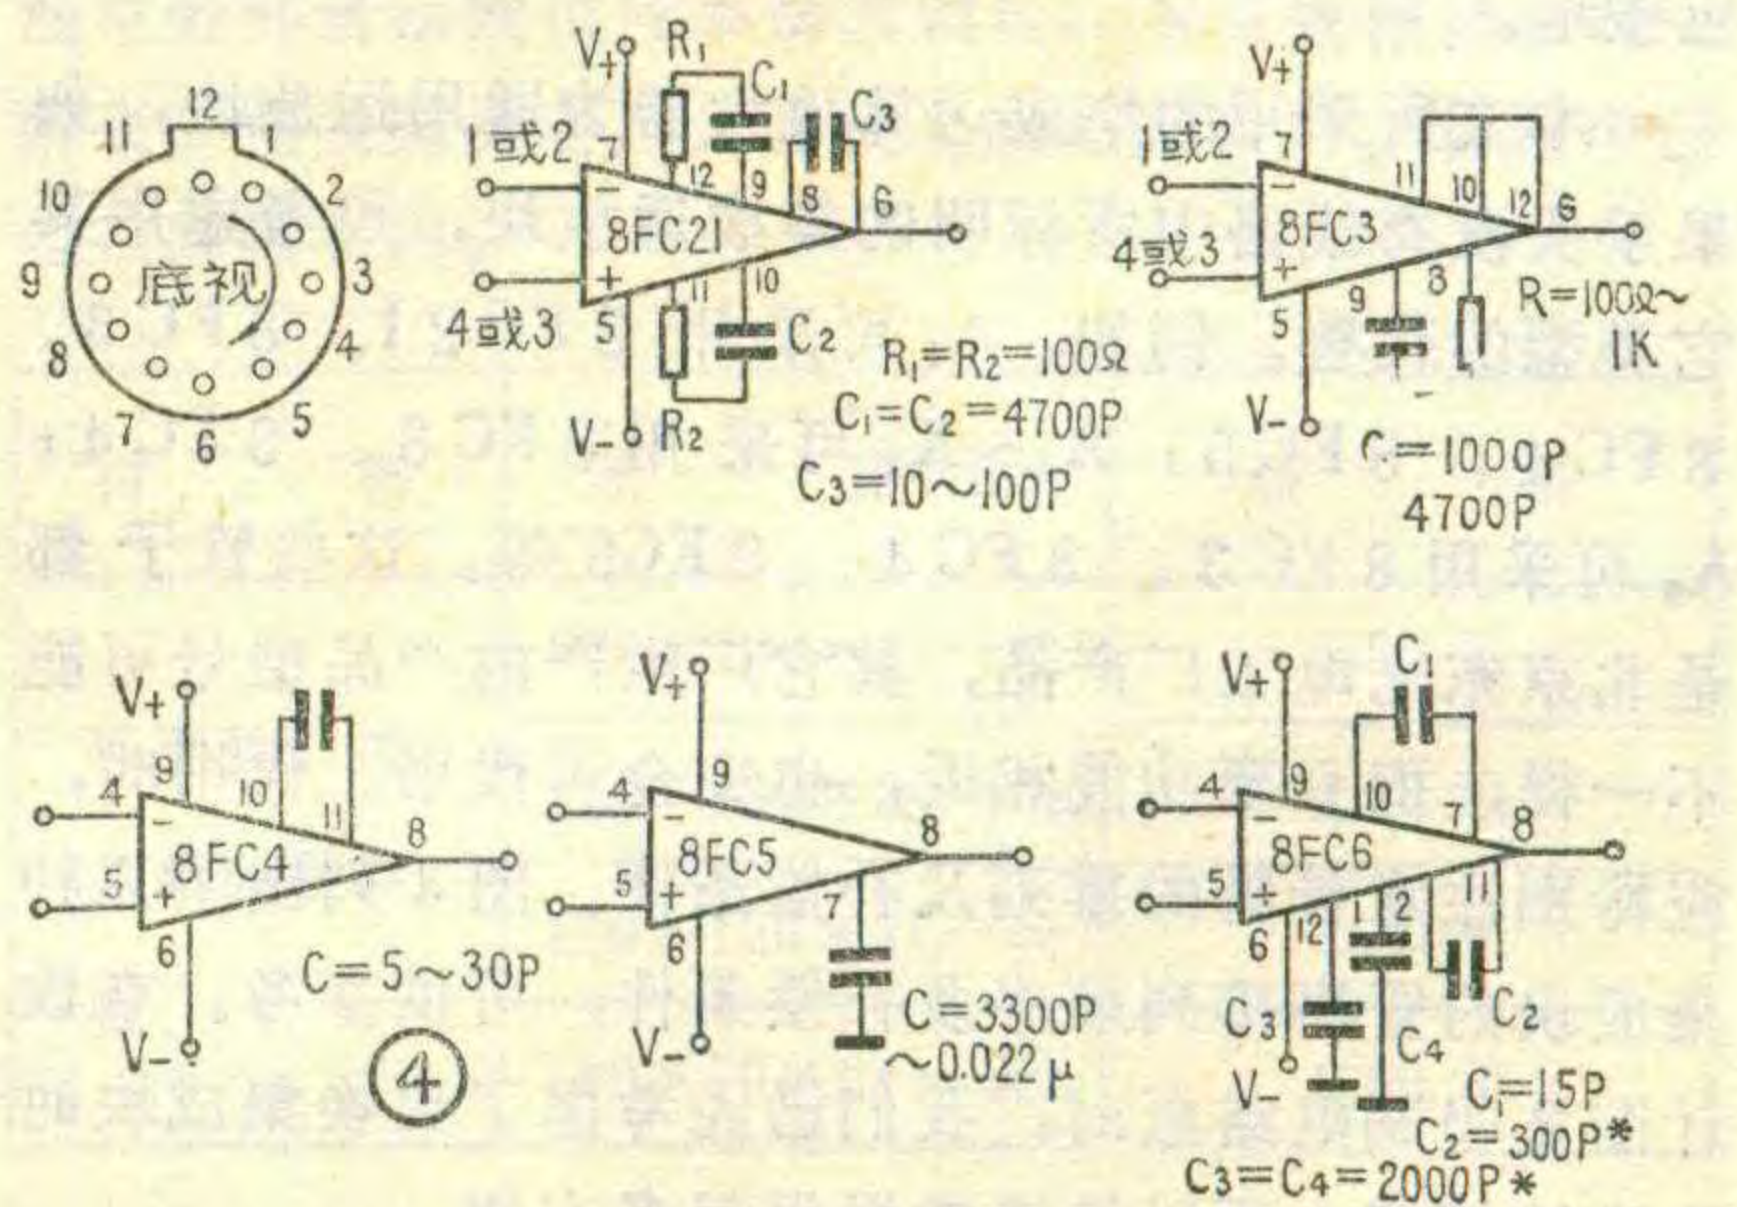 12
11
1
10
2
9
底视
3
8
4
7
6
5
V+
R1
C1
C3
1或2
7
12
9
8
6
−
8FC21
+
4或3
5
11
10
C2
V−
R2
R1=R2=100Ω
C1=C2=4700P
C3=10～100P
V+
1或2
7
11
10
12
6
−
8FC3
+
4或3
5
9
8
R=100Ω～
1K
V−
C=1000P
4700P
V+
9
10
11
4
−
8
8FC4
5
+
6
C=5～30P
V−
④
V+
9
4
−
8
8FC5
5
+
7
6
C=3300P
～0.022μ
V−
C1
V+
9
10
7
4
−
8
8FC6
5
+
6
12
1
2
11
C3
C4
C2
V−
C1=15P
C2=300P*
C3=C4=2000P*